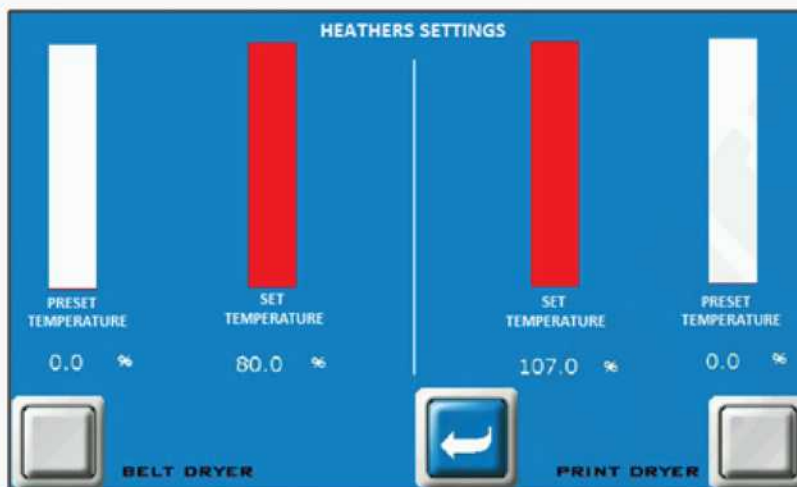 HEATHERS SETTINGS
PRESET
TEMPERATURE
0.0 %
SET
TEMPERATURE
80.0 %
SET
TEMPERATURE
107.0 %
PRESET
TEMPERATURE
0.0 %
BELT DRYER
PRINT DRYER